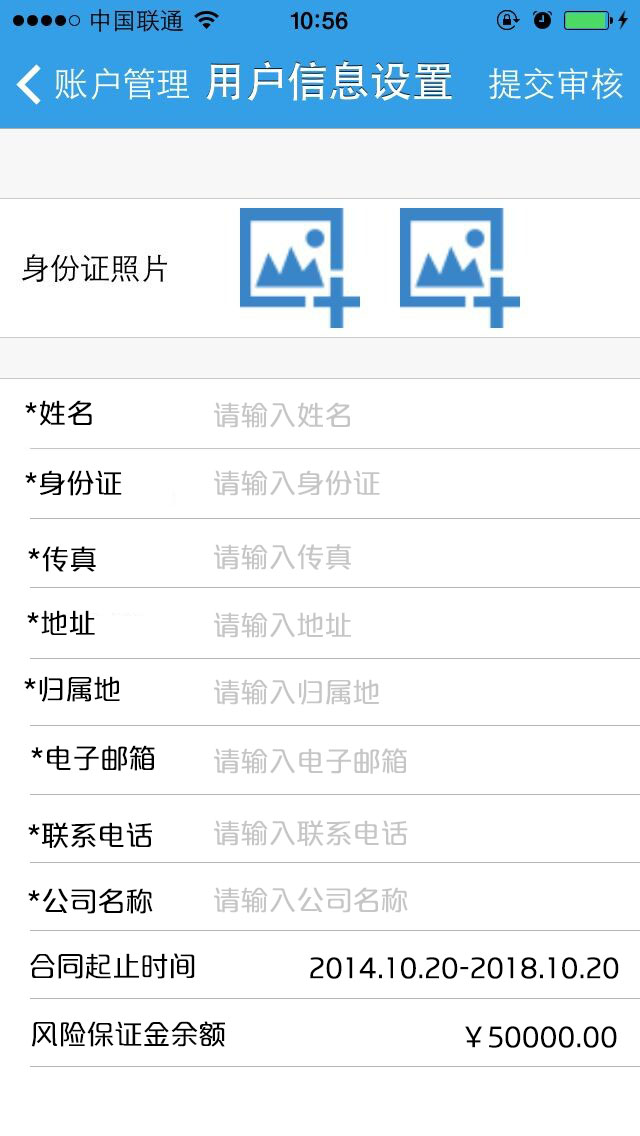 中国联通 10:56
账户管理 用户信息设置 提交审核
身份证照片
*姓名 请输入姓名
*身份证 请输入身份证
*传真 请输入传真
*地址 请输入地址
*归属地 请输入归属地
*电子邮箱 请输入电子邮箱
*联系电话 请输入联系电话
*公司名称 请输入公司名称
合同起止时间 2014.10.20-2018.10.20
风险保证金余额 ￥50000.00